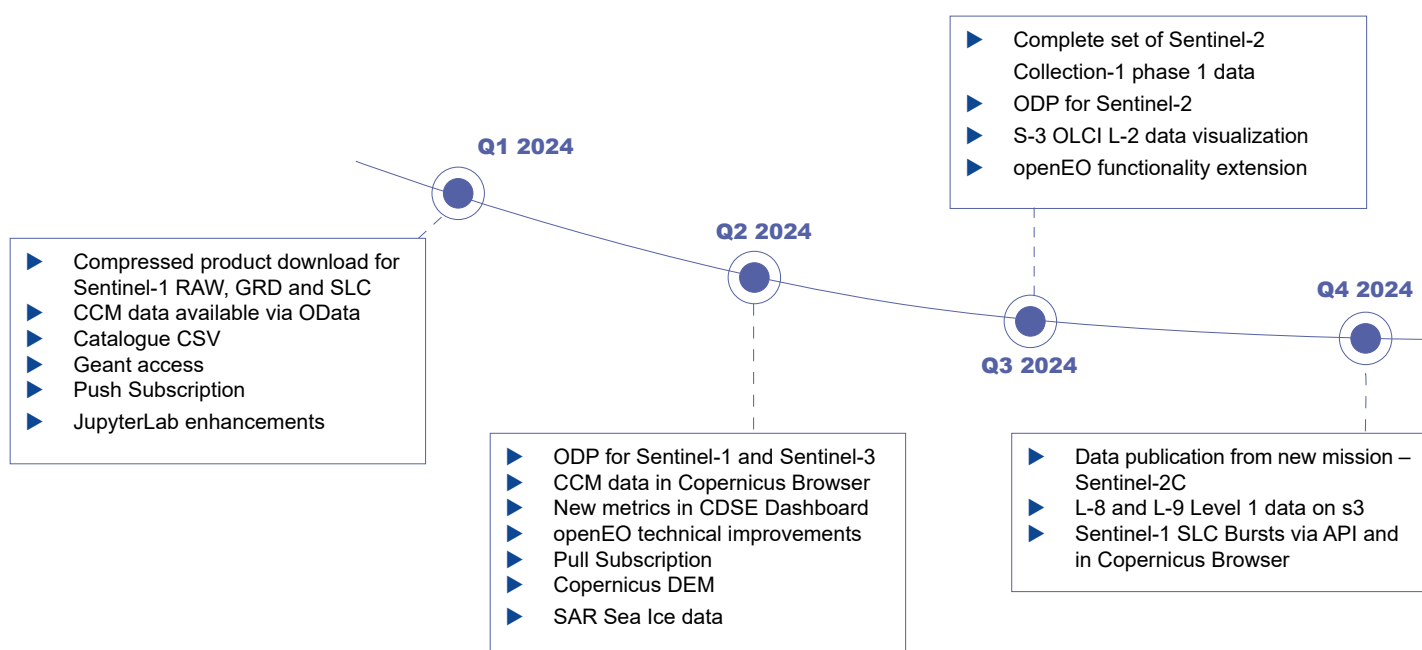 Q1 2024
Compressed product download for
Sentinel-1 RAW, GRD and SLC
CCM data available via OData
Catalogue CSV
Geant access
Push Subscription
JupyterLab enhancements
Q2 2024
ODP for Sentinel-1 and Sentinel-3
CCM data in Copernicus Browser
New metrics in CDSE Dashboard
openEO technical improvements
Pull Subscription
Copernicus DEM
SAR Sea Ice data
Complete set of Sentinel-2
Collection-1 phase 1 data
ODP for Sentinel-2
S-3 OLCI L-2 data visualization
openEO functionality extension
Q3 2024
Q4 2024
Data publication from new mission –
Sentinel-2C
L-8 and L-9 Level 1 data on s3
Sentinel-1 SLC Bursts via API and
in Copernicus Browser